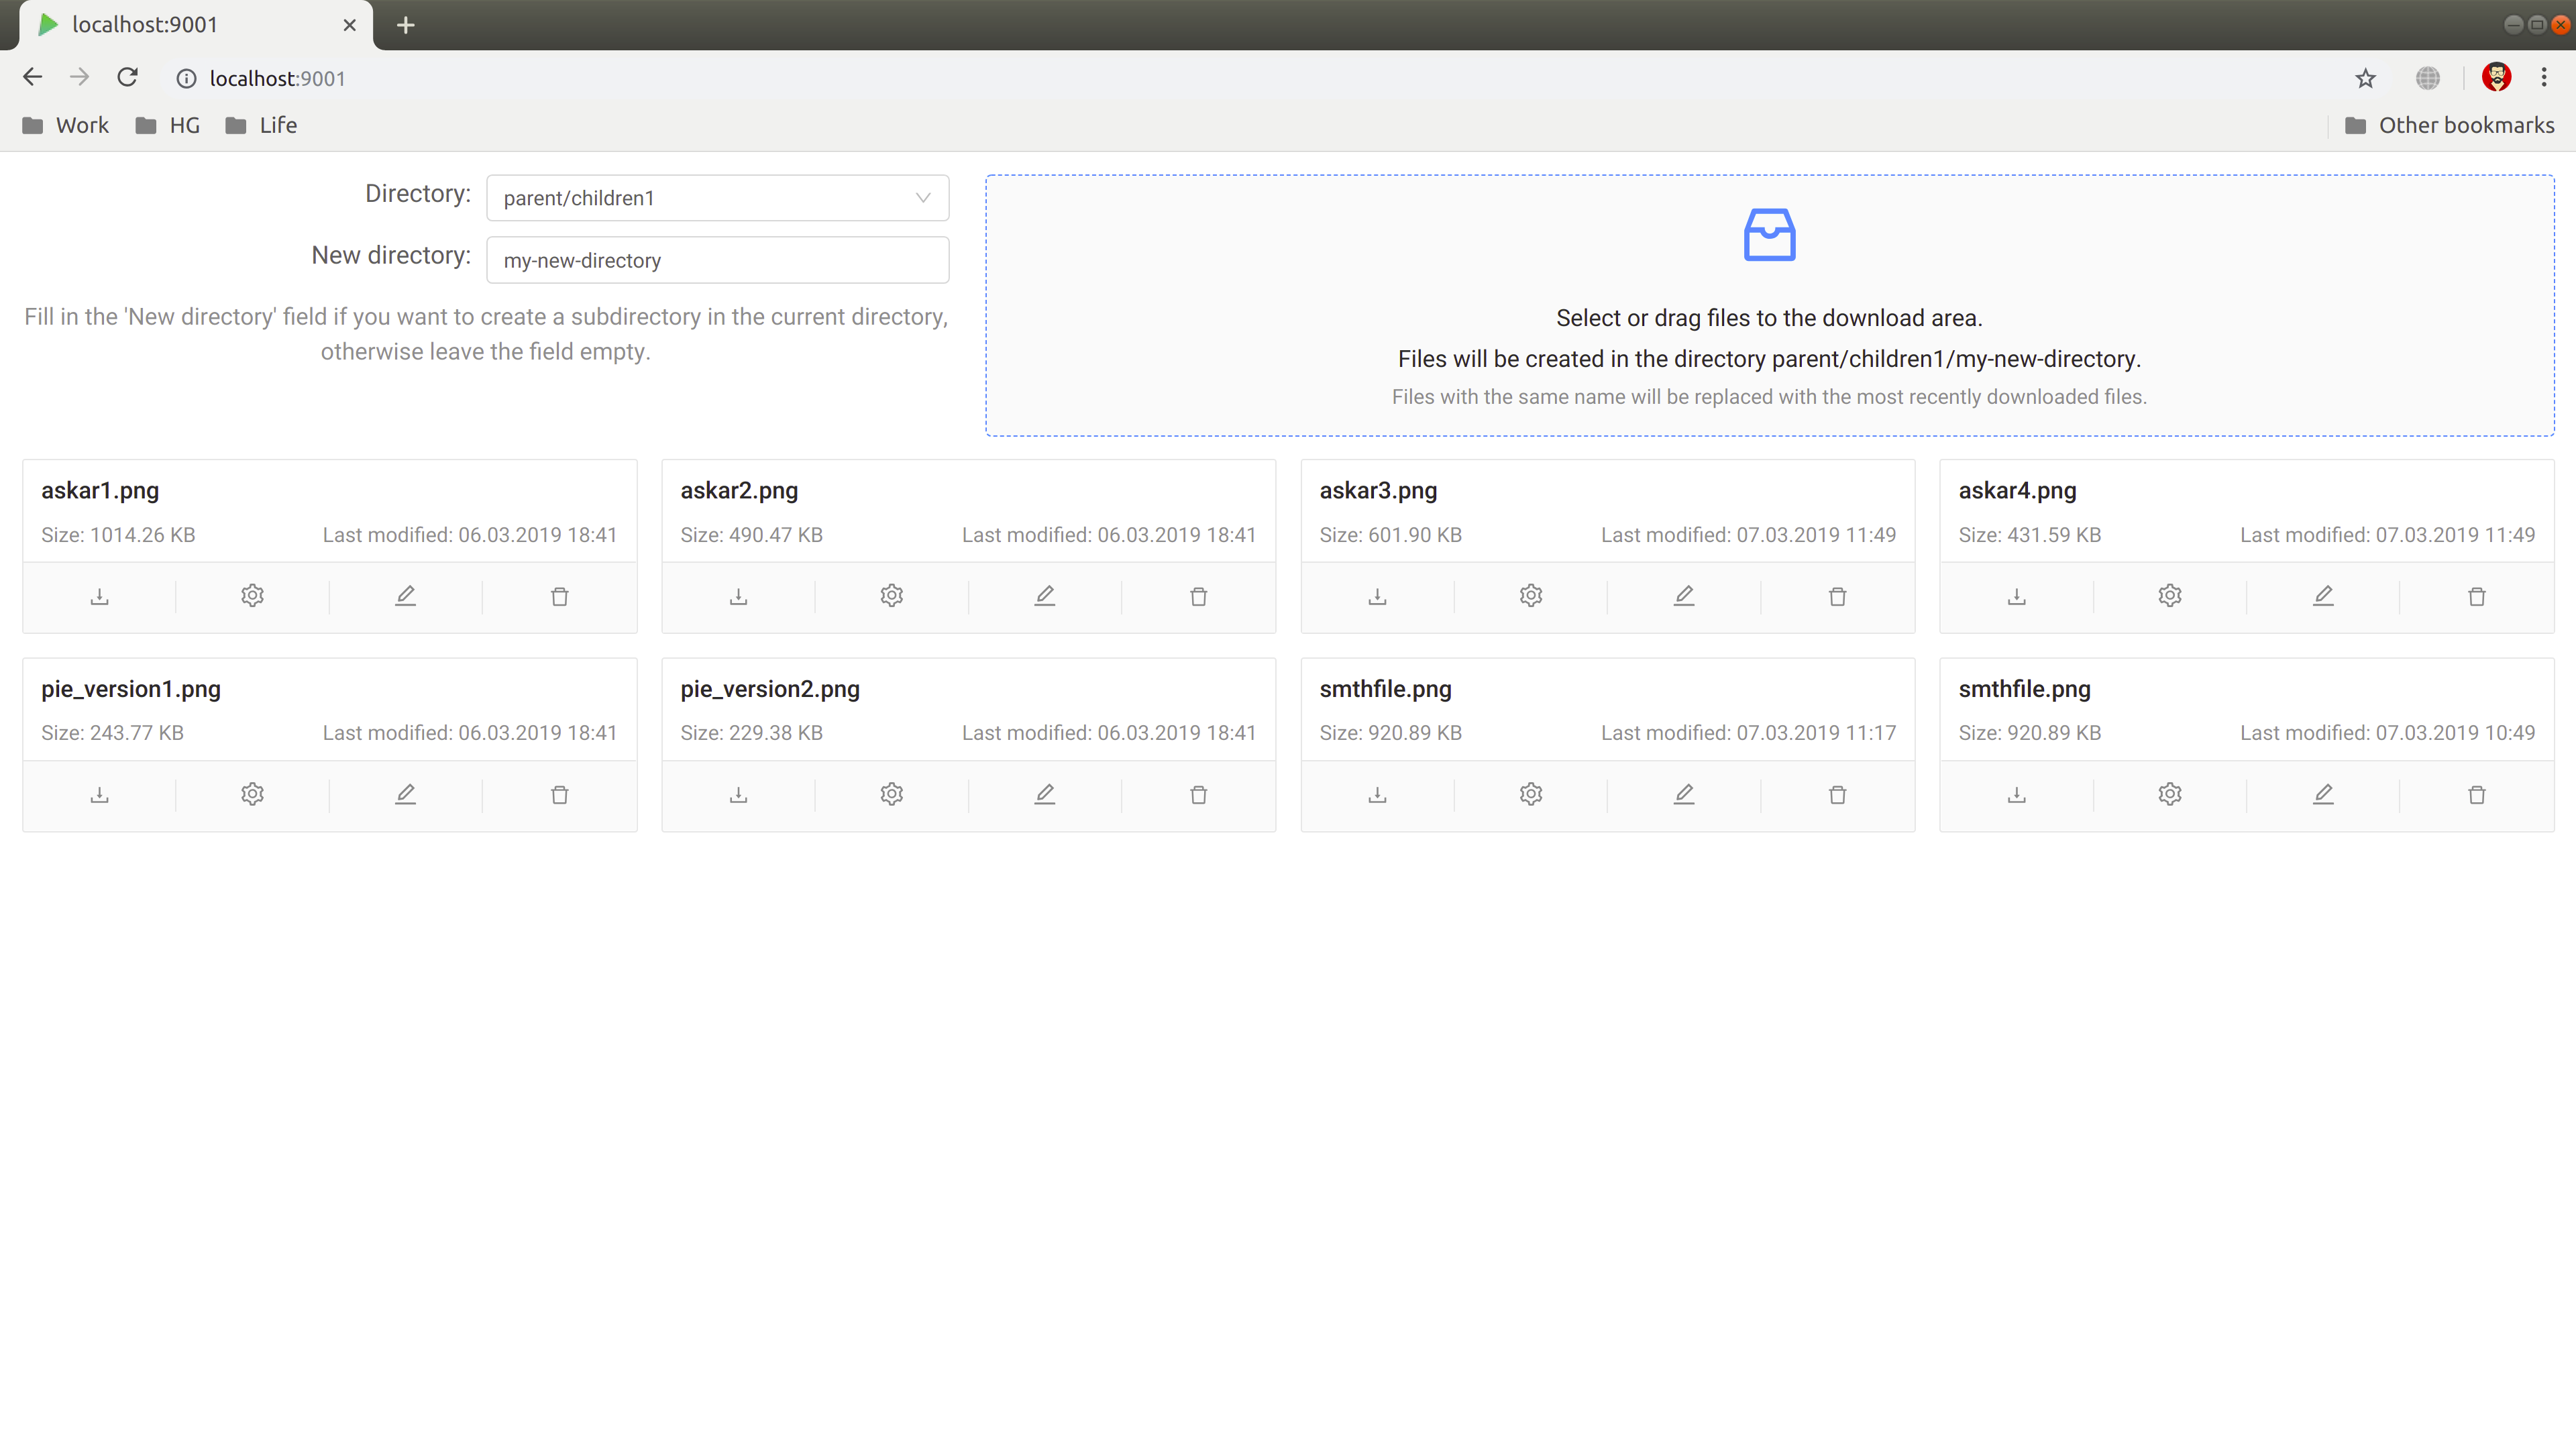 localhost:9001
localhost:9001
Work HG Life Other bookmarks
Directory: parent/children1
New directory: my-new-directory
Fill in the 'New directory' field if you want to create a subdirectory in the current directory,
otherwise leave the field empty.
Select or drag files to the download area.
Files will be created in the directory parent/children1/my-new-directory.
Files with the same name will be replaced with the most recently downloaded files.
askar1.png
Size: 1014.26 KB Last modified: 06.03.2019 18:41
askar2.png
Size: 490.47 KB Last modified: 06.03.2019 18:41
askar3.png
Size: 601.90 KB Last modified: 07.03.2019 11:49
askar4.png
Size: 431.59 KB Last modified: 07.03.2019 11:49
pie_version1.png
Size: 243.77 KB Last modified: 06.03.2019 18:41
pie_version2.png
Size: 229.38 KB Last modified: 06.03.2019 18:41
smthfile.png
Size: 920.89 KB Last modified: 07.03.2019 11:17
smthfile.png
Size: 920.89 KB Last modified: 07.03.2019 10:49